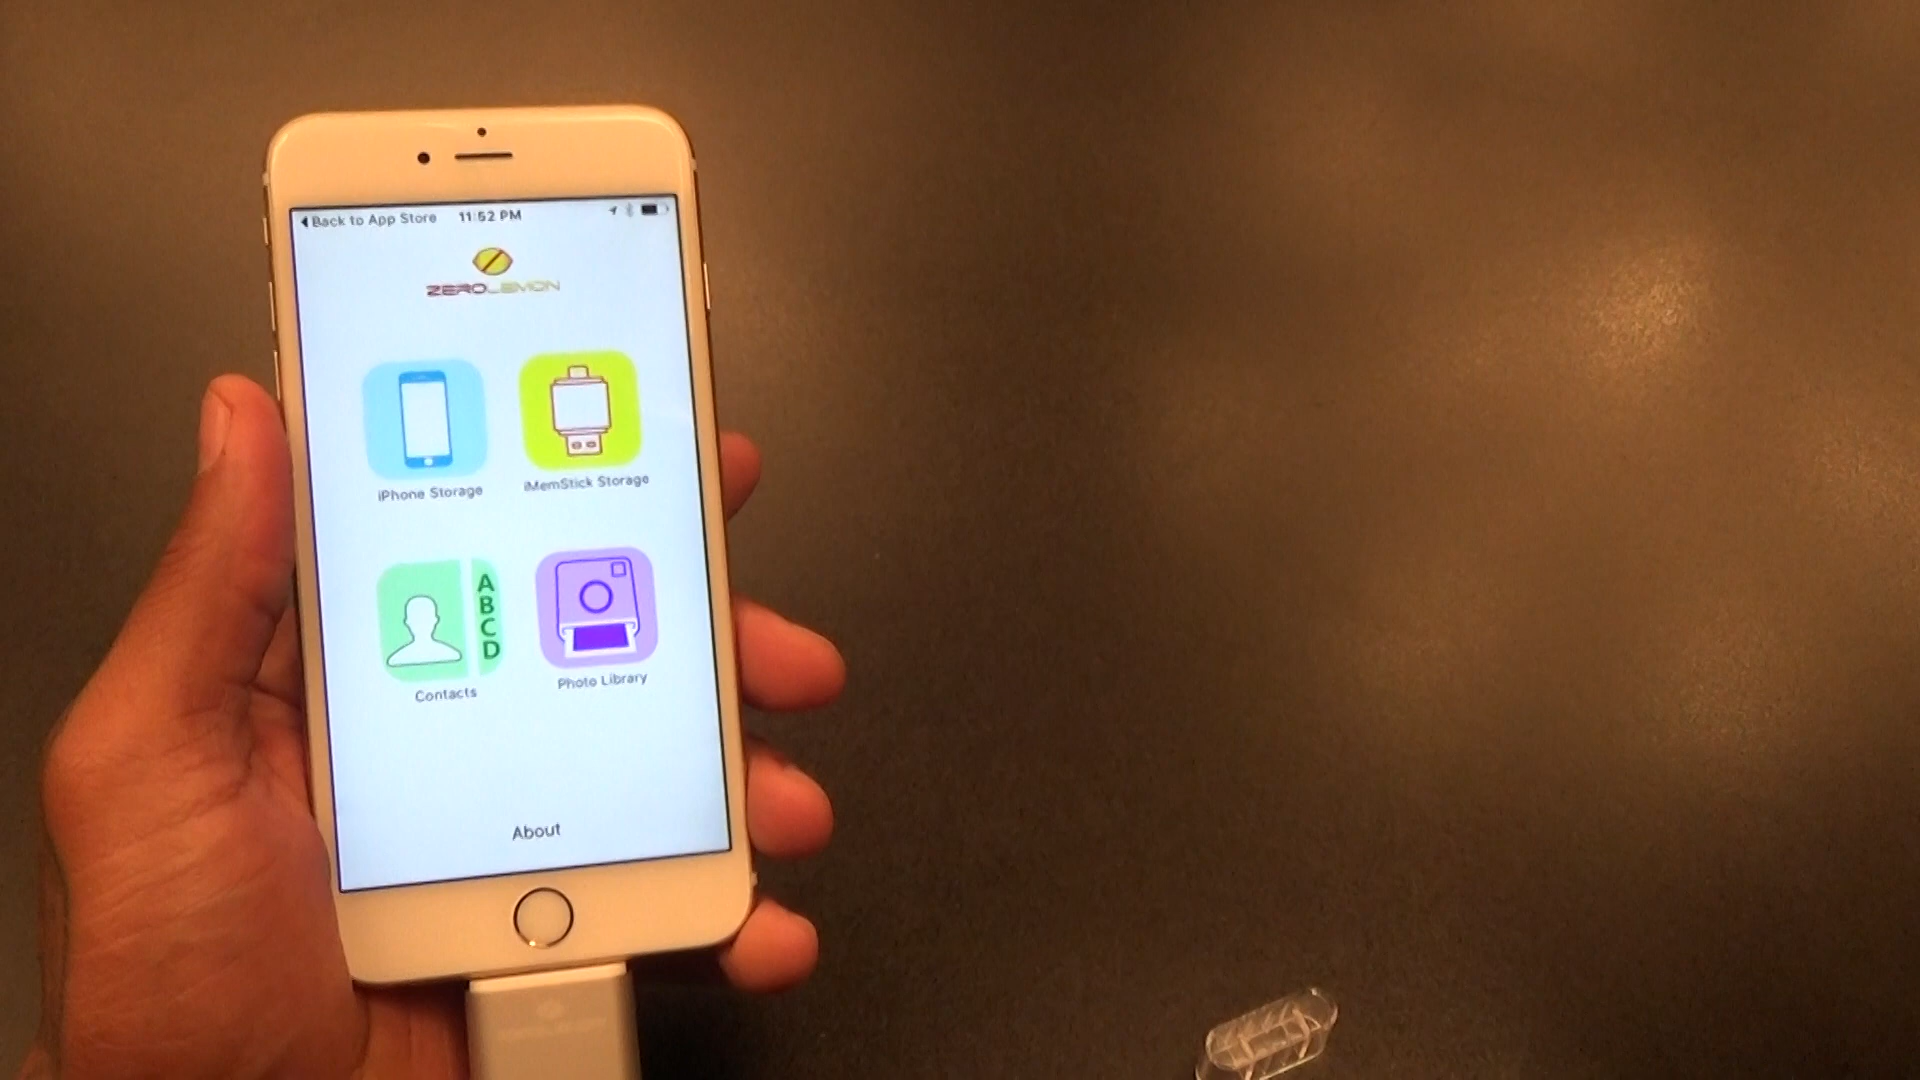 Back to App Store 11:52 PM
ZEROLEMON
iPhone Storage
iMemStick Storage
A
B
C
D
Contacts
Photo Library
About